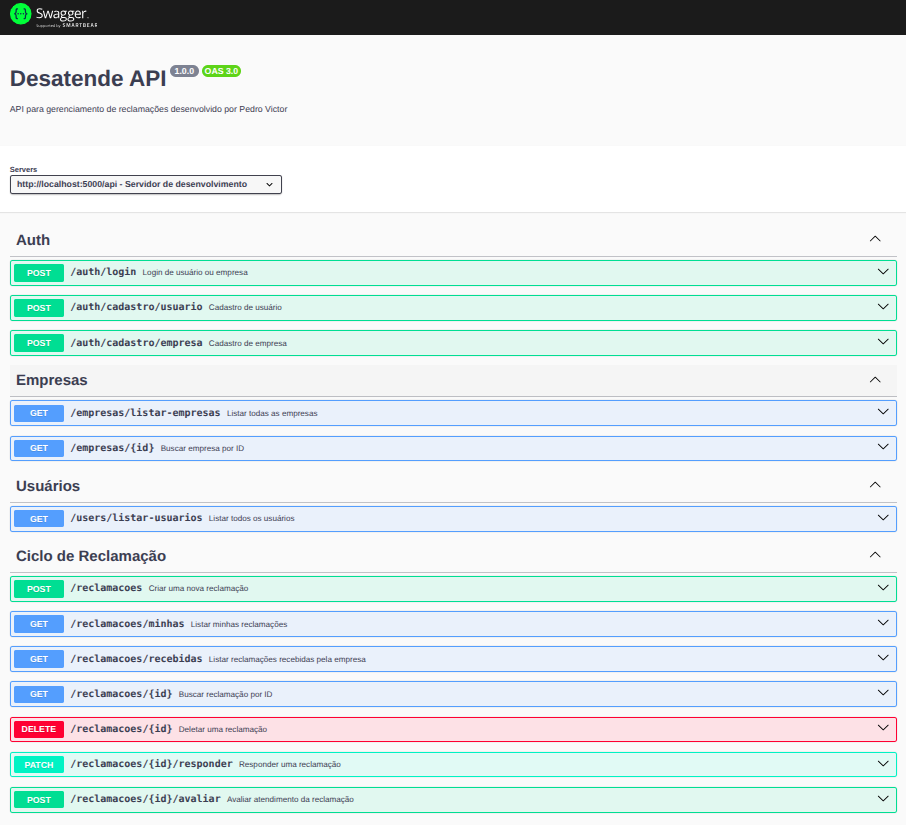 Swagger.
Supported by SMARTBEAR
Desatende API 1.0.0 OAS 3.0
API para gerenciamento de reclamações desenvolvido por Pedro Victor
Servers
http://localhost:5000/api - Servidor de desenvolvimento
Auth
POST /auth/login Login de usuário ou empresa
POST /auth/cadastro/usuario Cadastro de usuário
POST /auth/cadastro/empresa Cadastro de empresa
Empresas
GET /empresas/listar-empresas Listar todas as empresas
GET /empresas/{id} Buscar empresa por ID
Usuários
GET /users/listar-usuarios Listar todos os usuários
Ciclo de Reclamação
POST /reclamacoes Criar uma nova reclamação
GET /reclamacoes/minhas Listar minhas reclamações
GET /reclamacoes/recebidas Listar reclamações recebidas pela empresa
GET /reclamacoes/{id} Buscar reclamação por ID
DELETE /reclamacoes/{id} Deletar uma reclamação
PATCH /reclamacoes/{id}/responder Responder uma reclamação
POST /reclamacoes/{id}/avaliar Avaliar atendimento da reclamação